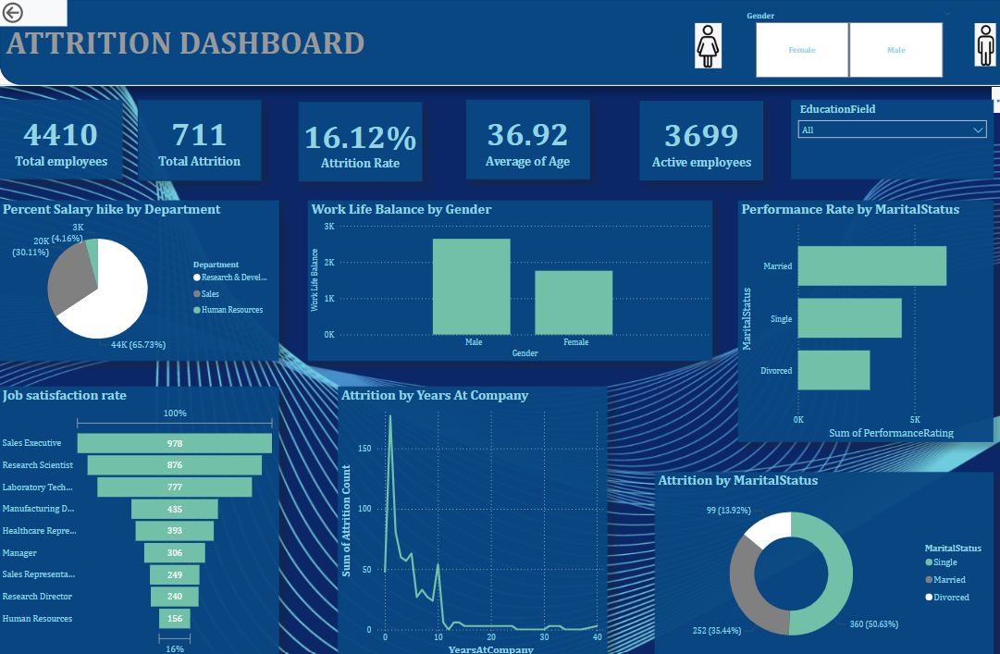 ATTRITION DASHBOARD
Gender
Female
Male
4410
Total employees
711
Total Attrition
16.12%
Attrition Rate
36.92
Average of Age
3699
Active employees
EducationField
All
Percent Salary hike by Department
3K
(4.16%)
20K
(30.11%)
44K (65.73%)
Department
Research & Devel...
Sales
Human Resources
Work Life Balance by Gender
Work Life Balance
3K
2K
1K
0K
Male
Female
Gender
Performance Rate by MaritalStatus
MaritalStatus
Married
Single
Divorced
0K
5K
Sum of PerformanceRating
Job satisfaction rate
100%
Sales Executive 978
Research Scientist 876
Laboratory Tech... 777
Manufacturing D... 435
Healthcare Repre... 393
Manager 306
Sales Representa... 249
Research Director 240
Human Resources 156
16%
Attrition by Years At Company
Sum of Attrition Count
150
100
50
0
0
10
20
30
40
YearsAtCompany
Attrition by MaritalStatus
99 (13.92%)
252 (35.44%)
360 (50.63%)
MaritalStatus
Single
Married
Divorced